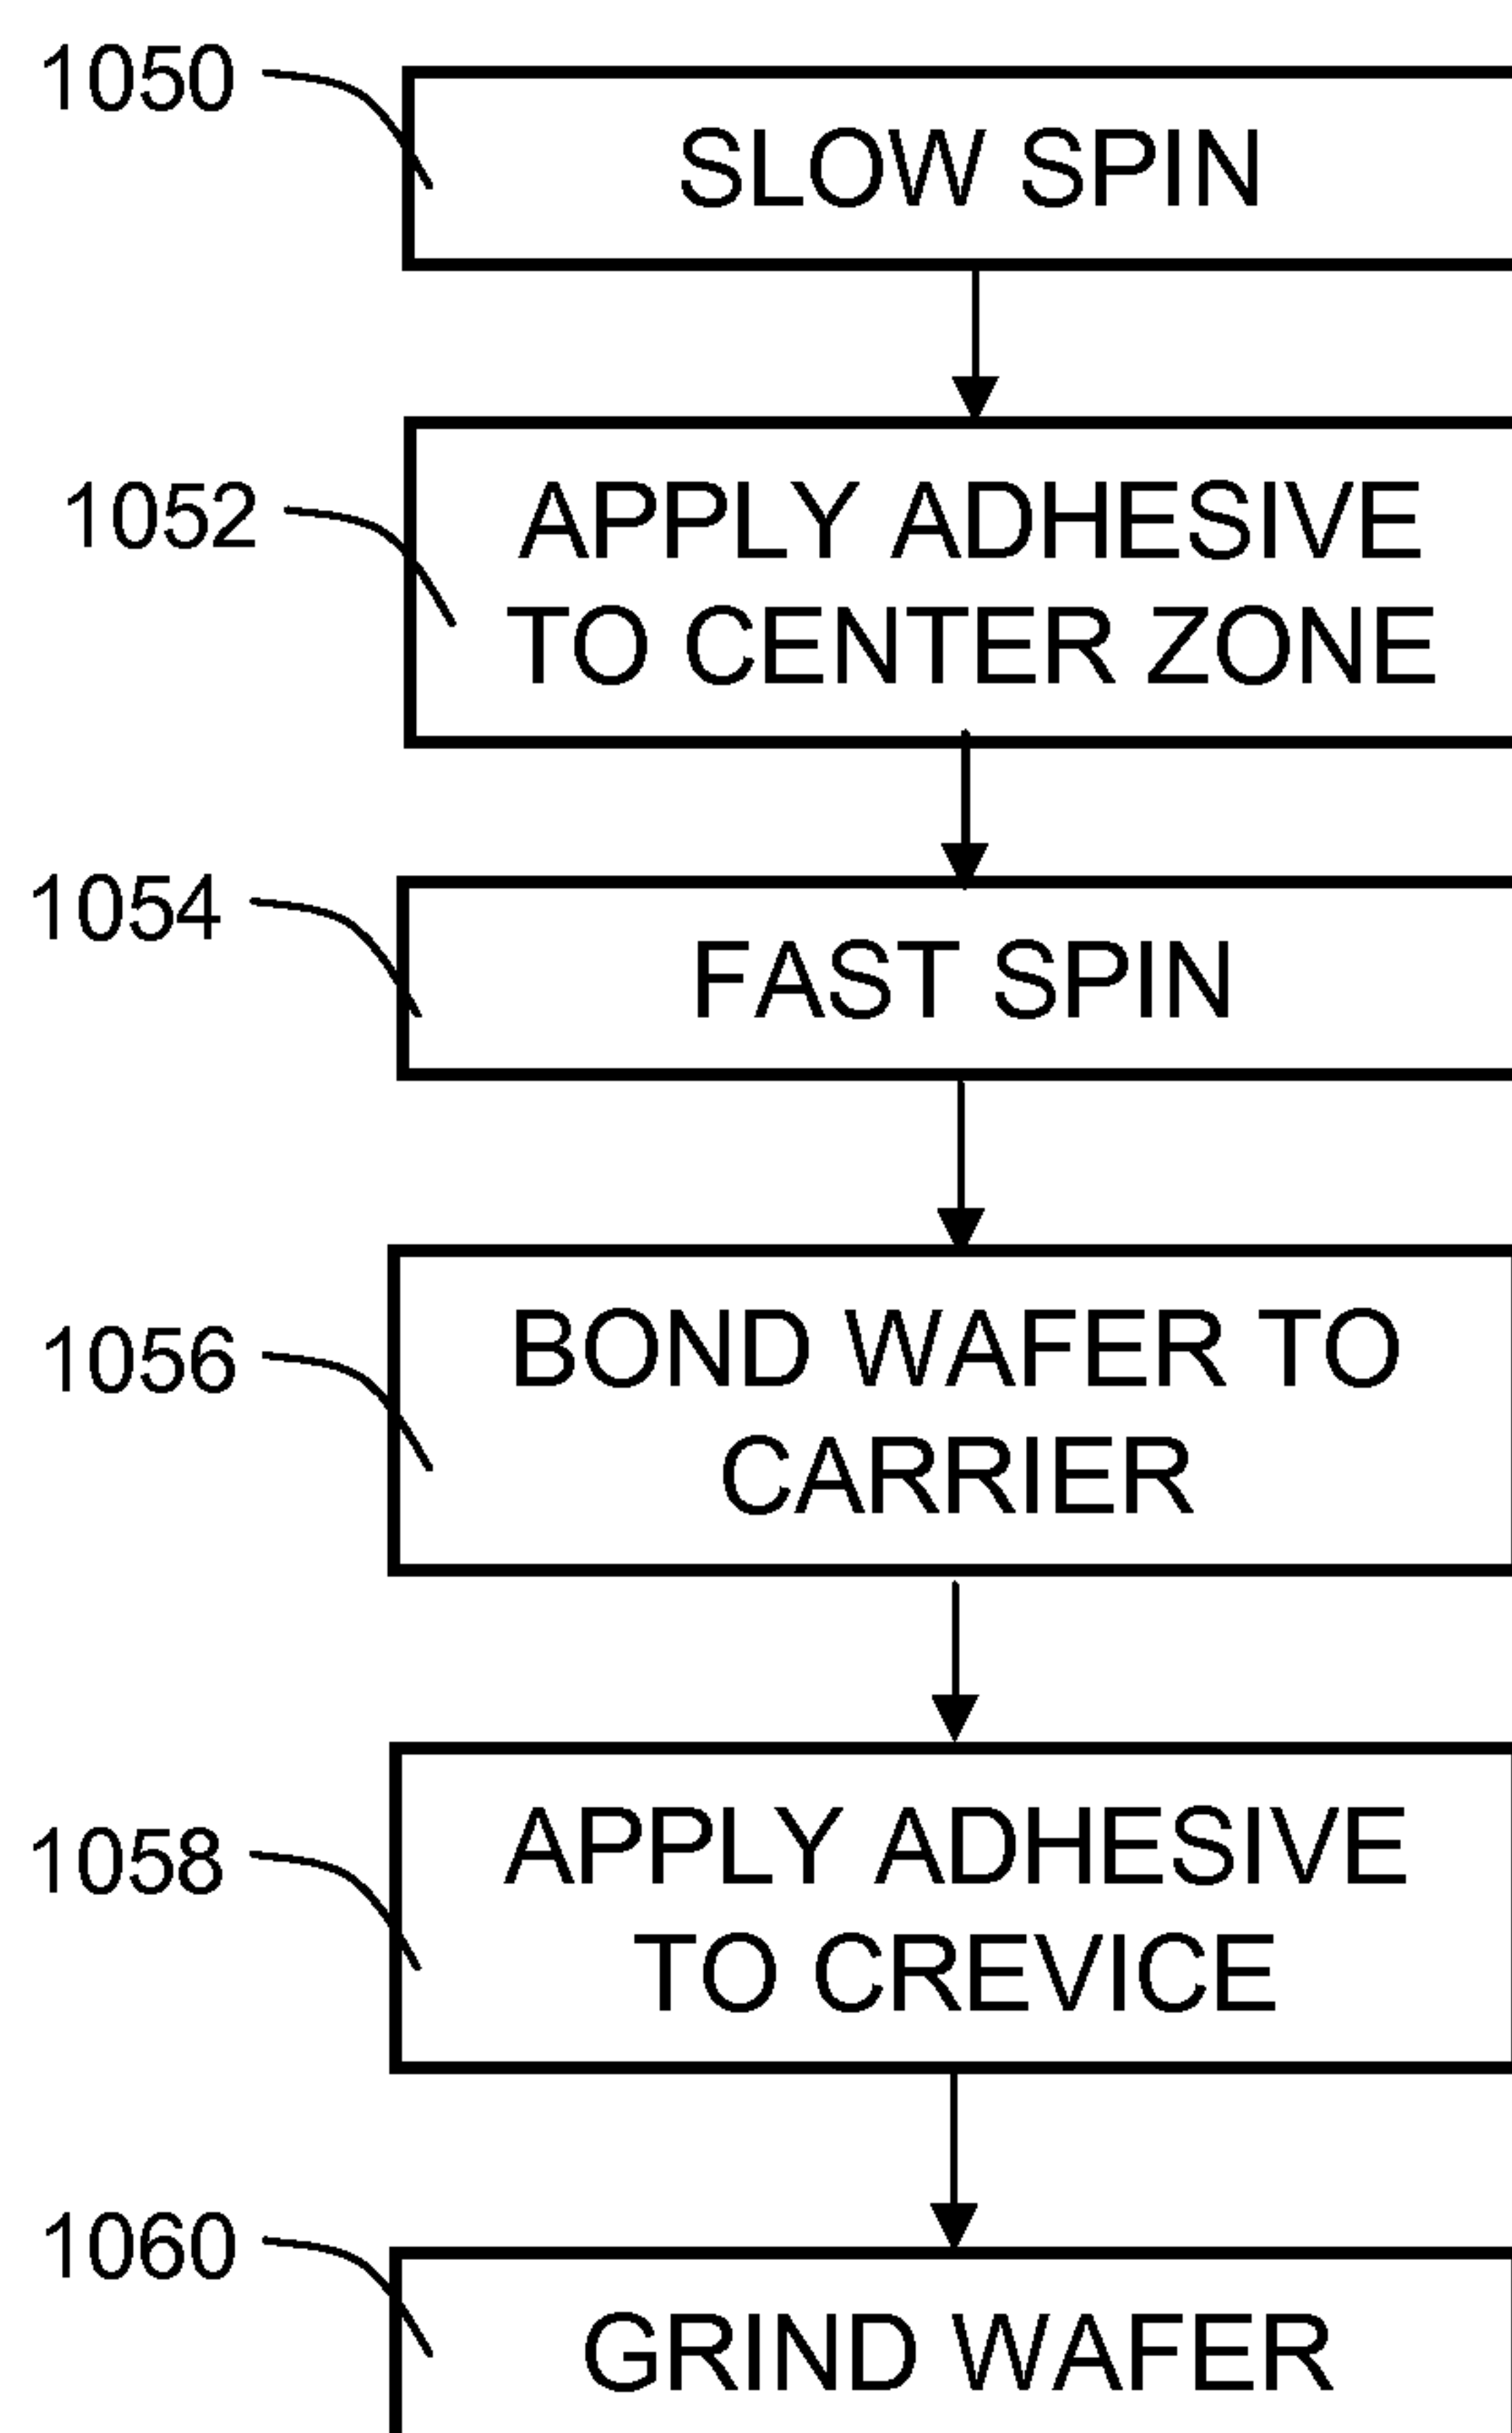 1050
SLOW SPIN
1052
APPLY ADHESIVE
TO CENTER ZONE
1054
FAST SPIN
1056
BOND WAFER TO
CARRIER
1058
APPLY ADHESIVE
TO CREVICE
1060
GRIND WAFER